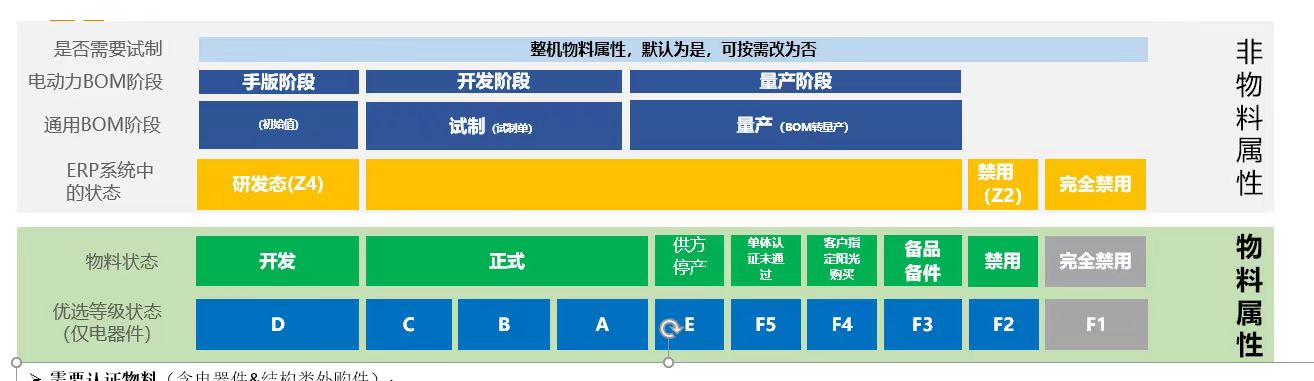 是否需要试制
整机物料属性，默认为是，可按需改为否
电动力BOM阶段
手版阶段
开发阶段
量产阶段
通用BOM阶段
(初始值)
试制 (试制单)
量产 (BOM转量产)
ERP系统中
的状态
研发态(Z4)
禁用
(Z2)
完全禁用
非
物
料
属
性
物料状态
开发
正式
供方
停产
单体认
证未通
过
客户指
定阳光
购买
备品
备件
禁用
完全禁用
优选等级状态
(仅电器件)
D
C
B
A
E
F5
F4
F3
F2
F1
物
料
属
性
➢ 需要认证物料（含电器件&结构类外购件）：